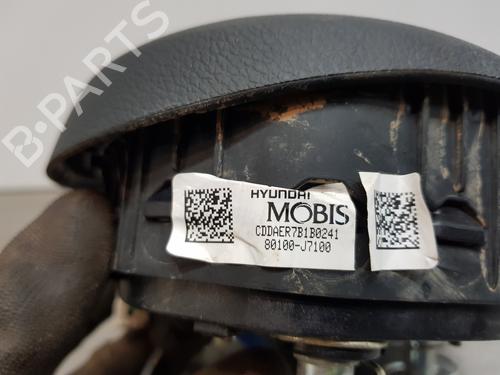 B-PARTS
HYUNDAI
MOBIS
CDDAER7B1B0241
80100-J7100